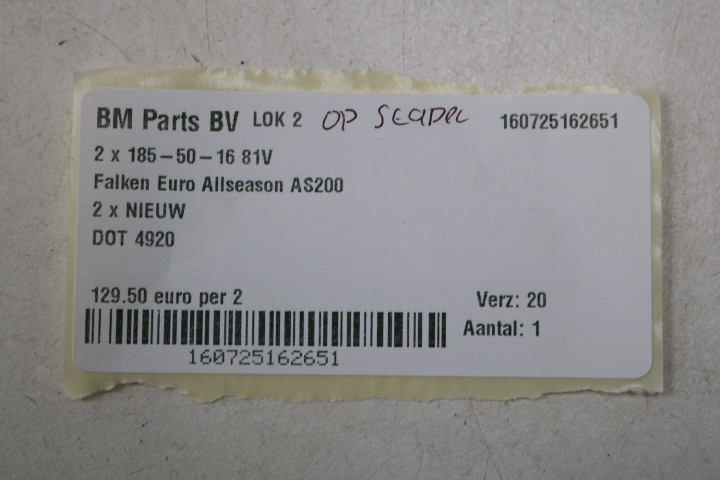 BM Parts BV LOK 2 OP STAPEL 160725162651
2 x 185-50-16 81V
Falken Euro Allseason AS200
2 x NIEUW
DOT 4920
129.50 euro per 2 Verz: 20
Aantal: 1
160725162651